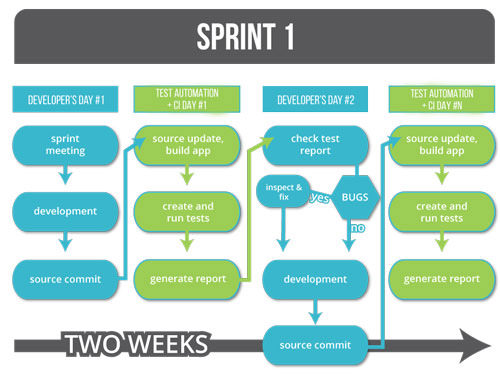 SPRINT 1
DEVELOPER'S DAY #1
TEST AUTOMATION
+ CI DAY #1
DEVELOPER'S DAY #2
TEST AUTOMATION
+ CI DAY #N
sprint
meeting
development
source commit
source update,
build app
create and
run tests
generate report
check test
report
inspect &
fix
yes
BUGS
no
development
source commit
source update,
build app
create and
run tests
generate report
TWO WEEKS